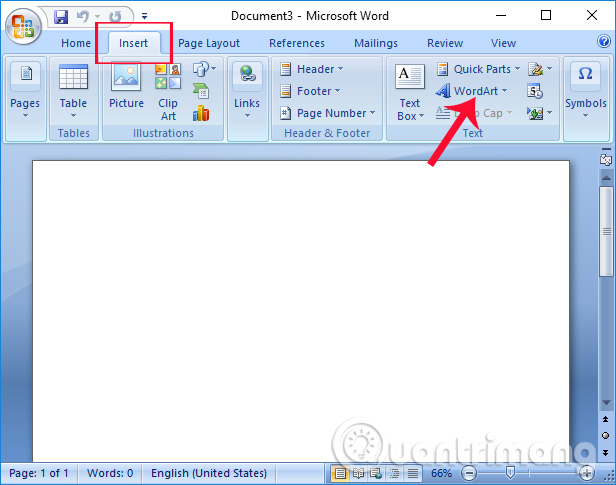 Document3 - Microsoft Word
Home Insert Page Layout References Mailings Review View
Pages
Table
Tables
Picture
Clip Art
Illustrations
Links
Header
Footer
Page Number
Header & Footer
Text Box
Quick Parts
WordArt
Drop Cap
Text
Symbols
Quantrimang
Page: 1 of 1 Words: 0 English (United States) 66%